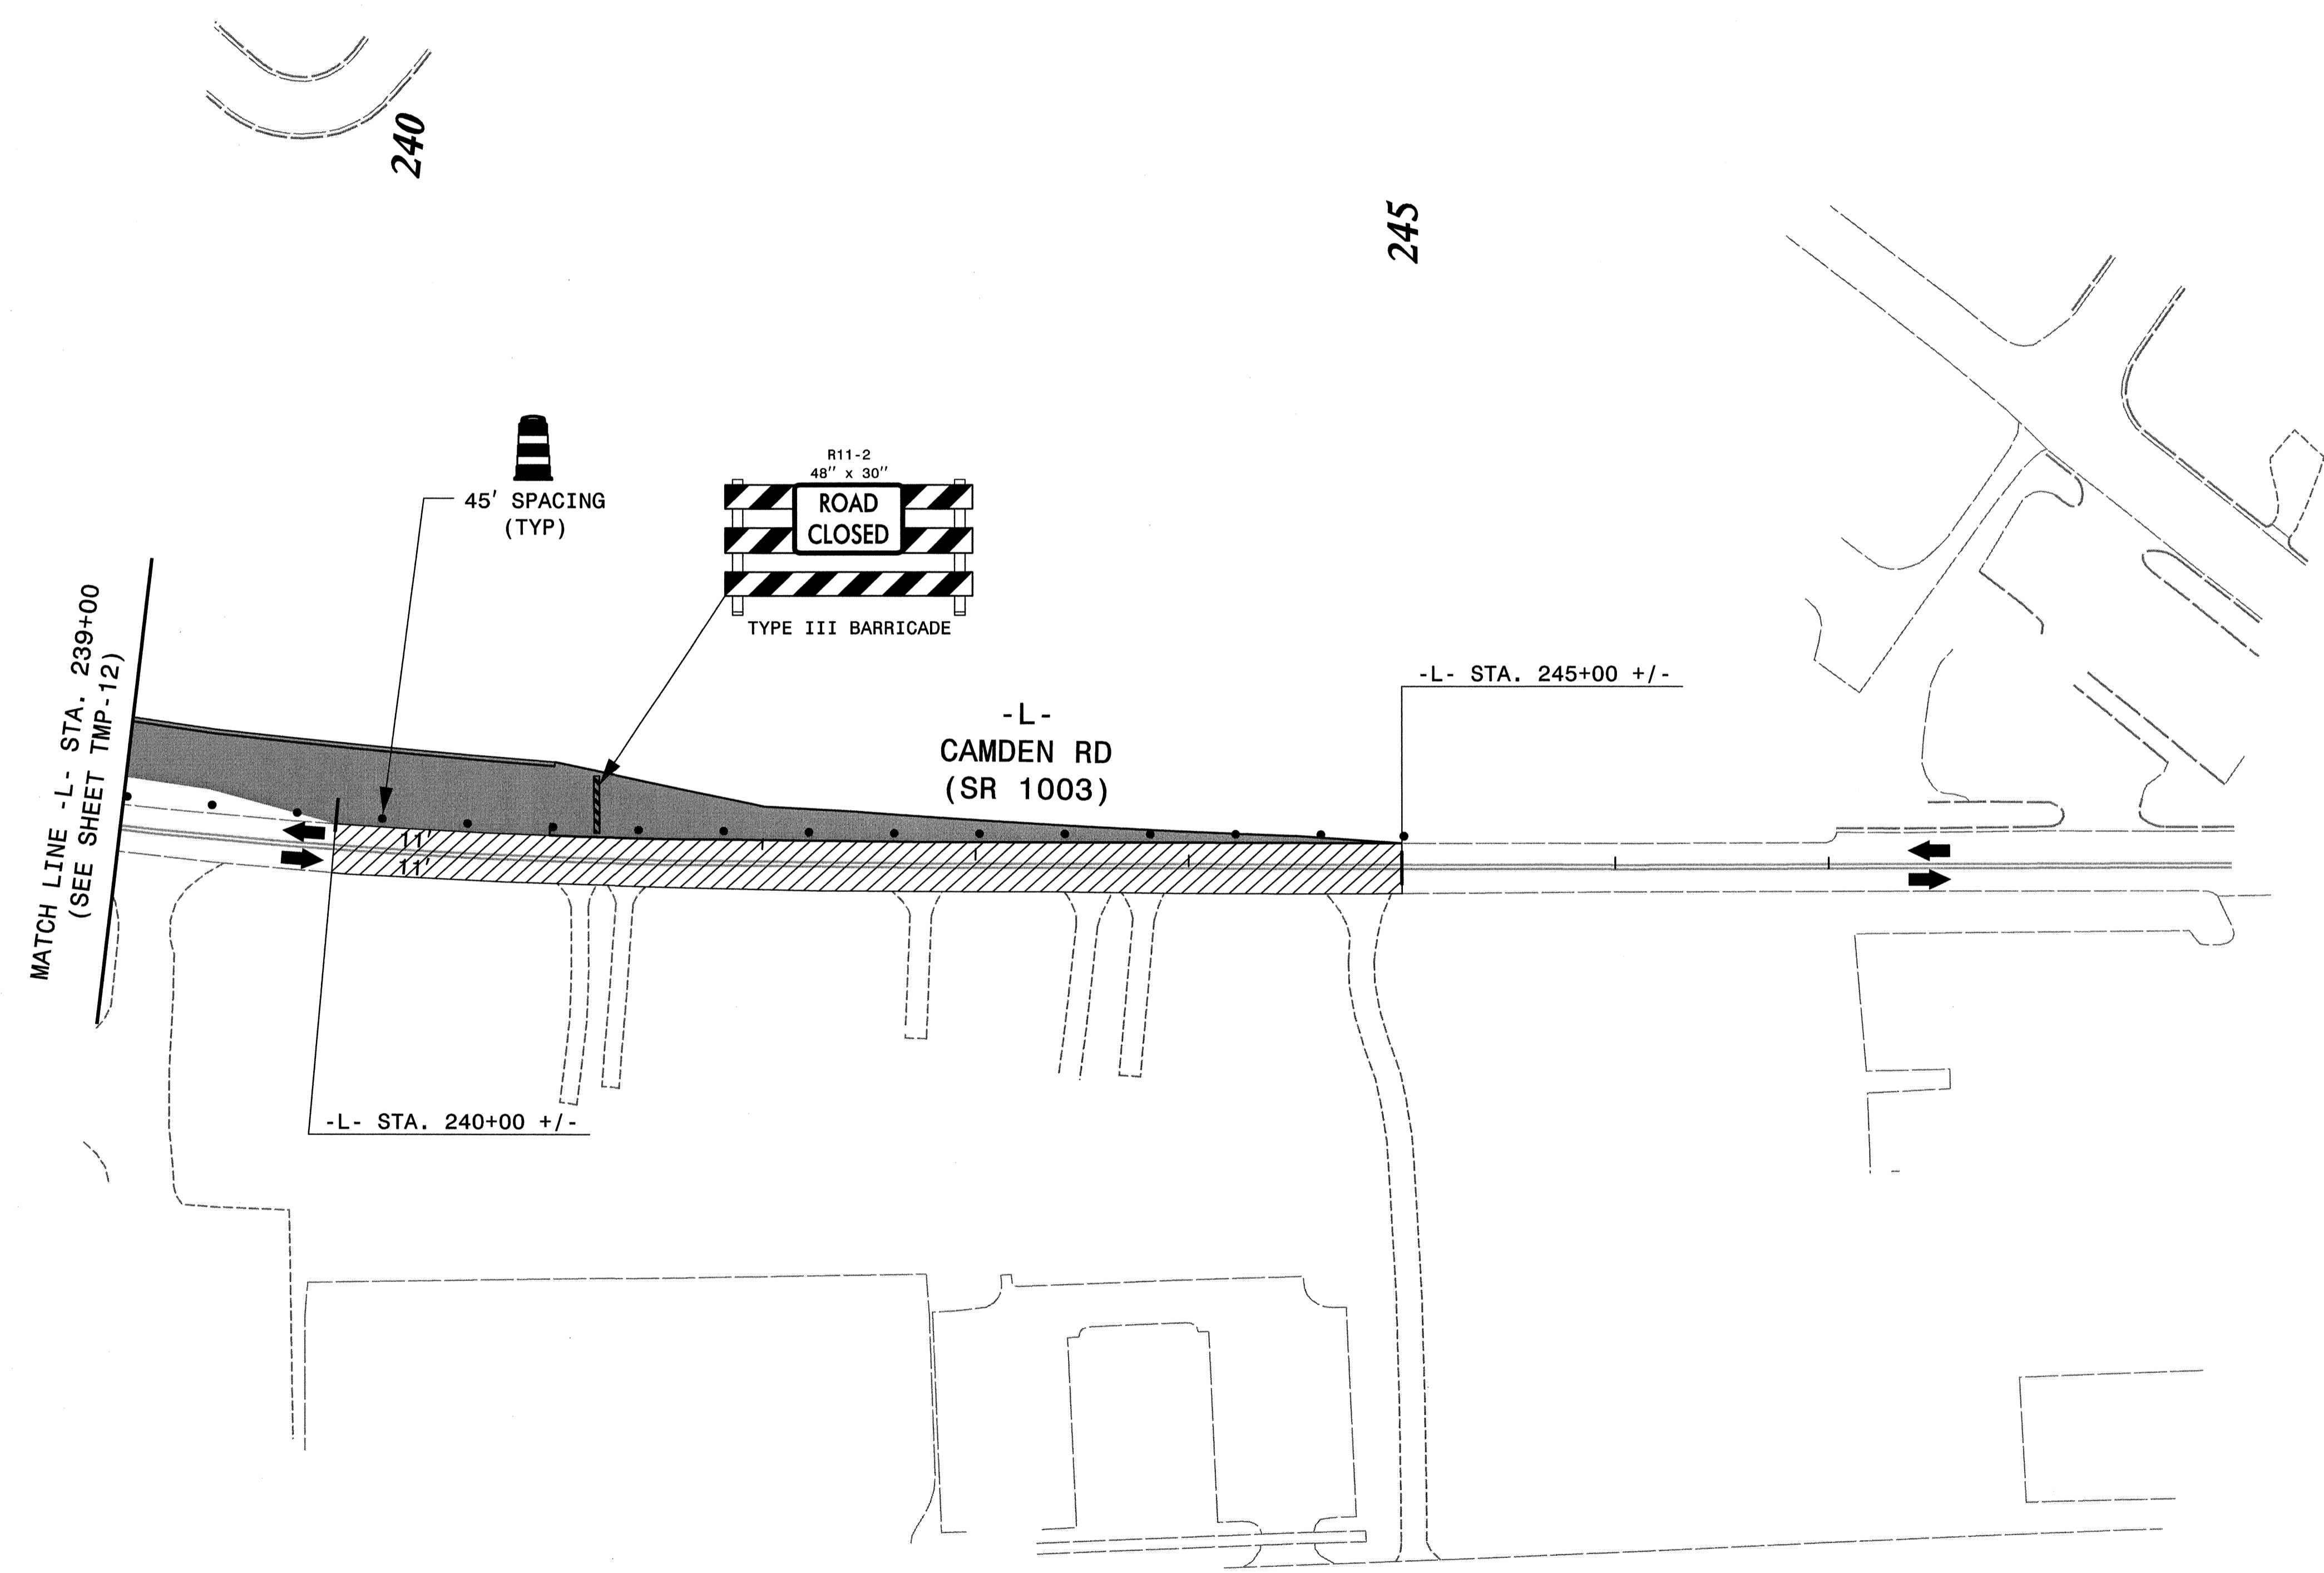 240
245
45' SPACING
(TYP)
R11-2
48" x 30"
ROAD
CLOSED
TYPE III BARRICADE
MATCH LINE -L- STA. 239+00
(SEE SHEET TMP-12)
-L- STA. 245+00 +/-
-L-
CAMDEN RD
(SR 1003)
11'
11'
-L- STA. 240+00 +/-